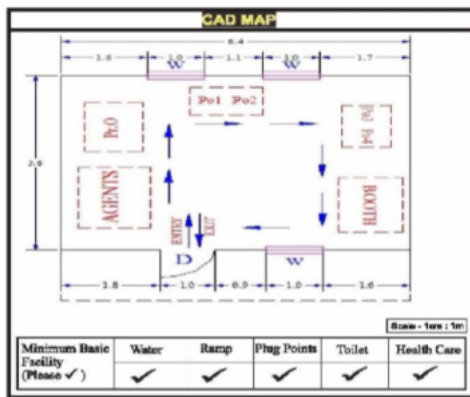 CAD MAP
6.4
1.6 1.0 1.1 1.0 1.7
W W
Po1 Po2
Pr.O
Po3
Po4
AGENTS
BOOTH
ENTRY
EXIT
D
W
1.8 1.0 0.9 1.0 1.6
Scale - 1cm : 1m
Minimum Basic Facility (Please ✓) Water Ramp Plug Points Toilet Health Care
✓ ✓ ✓ ✓ ✓